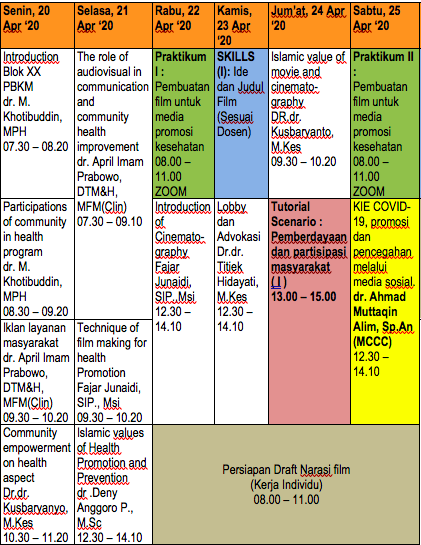 Senin, 20
Apr '20
Selasa, 21
Apr '20
Rabu, 22
Apr '20
Kamis,
23 Apr
'20
Jum'at, 24 Apr
'20
Sabtu, 25
Apr '20
Introduction
Blok XX
PBKM
dr. M.
Khotibuddin,
MPH
07.30 – 08.20
The role of
audiovisual in
communication
and
community
health
improvement
dr. April Imam
Prabowo,
DTM&H,
MFM(Clin)
07.30 – 09.10
Praktikum
I :
Pembuatan
film untuk
media
promosi
kesehatan
08.00 –
11.00
ZOOM
SKILLS
(I): Ide
dan Judul
Film
(Sesuai
Dosen)
Islamic value of
movie and
cinemato-
graphy
DR.dr.
Kusbaryanto,
M.Kes
09.30 – 10.20
Praktikum II
:
Pembuatan
film untuk
media
promosi
kesehatan
08.00 –
11.00
ZOOM
Participations
of community
in health
program
dr. M.
Khotibuddin,
MPH
08.30 – 09.20
Introduction
of
Cinemato-
graphy
Fajar
Junaidi,
SIP.,Msi
12.30 –
14.10
Lobby
dan
Advokasi
Dr.dr.
Titiek
Hidayati,
M.Kes
12.30 –
14.10
Tutorial
Scenario :
Pemberdayaan
dan partisipasi
masyarakat
( I )
13.00 – 15.00
KIE COVID-
19, promosi
dan
pencegahan
melalui
media sosial.
dr. Ahmad
Muttaqin
Alim, Sp.An
(MCCC)
12.30 –
14.10
Iklan layanan
masyarakat
dr. April Imam
Prabowo,
DTM&H,
MFM(Clin)
09.30 – 10.20
Technique of
film making for
health
Promotion
Fajar Junaidi,
SIP., Msi
09.30 – 10.20
Community
empowerment
on health
aspect
Dr.dr.
Kusbaryanyo,
M.Kes
10.30 – 11.20
Islamic values
of Health
Promotion and
Prevention
dr .Deny
Anggoro P.,
M.Sc
12.30 – 14.10
Persiapan Draft Narasi film
(Kerja Individu)
08.00 – 11.00